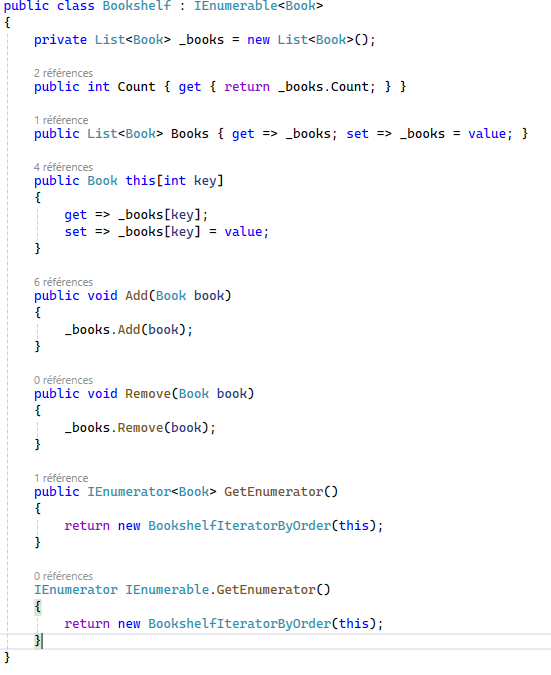 public class Bookshelf : IEnumerable<Book>
{
private List<Book> _books = new List<Book>();
2 références
public int Count { get { return _books.Count; } }
1 référence
public List<Book> Books { get => _books; set => _books = value; }
4 références
public Book this[int key]
{
get => _books[key];
set => _books[key] = value;
}
6 références
public void Add(Book book)
{
_books.Add(book);
}
0 références
public void Remove(Book book)
{
_books.Remove(book);
}
1 référence
public IEnumerator<Book> GetEnumerator()
{
return new BookshelfIteratorByOrder(this);
}
0 références
IEnumerator IEnumerable.GetEnumerator()
{
return new BookshelfIteratorByOrder(this);
}
}